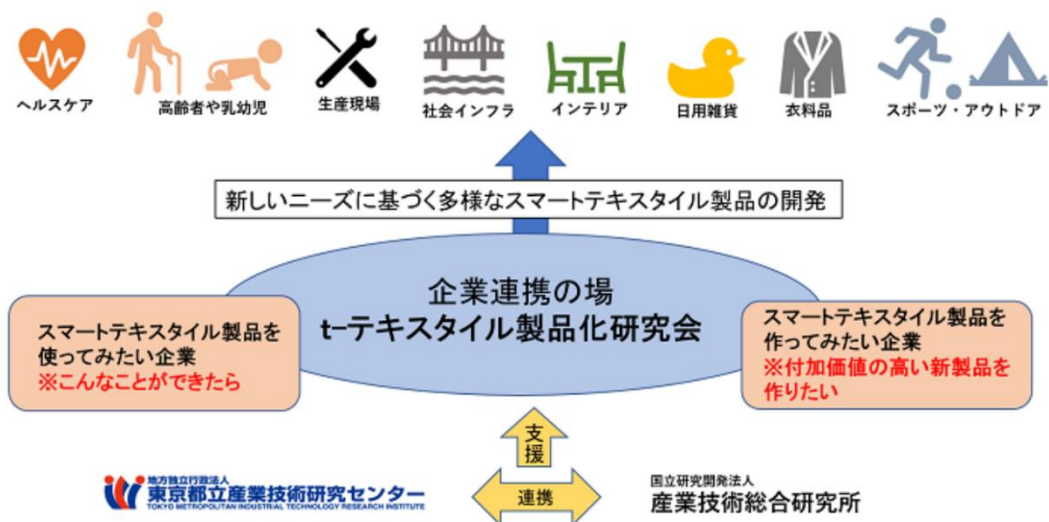 ヘルスケア
高齢者や乳幼児
生産現場
社会インフラ
インテリア
日用雑貨
衣料品
スポーツ・アウトドア
新しいニーズに基づく多様なスマートテキスタイル製品の開発
企業連携の場
t-テキスタイル製品化研究会
スマートテキスタイル製品を
使ってみたい企業
※こんなことができたら
スマートテキスタイル製品を
作ってみたい企業
※付加価値の高い新製品を
作りたい
支
援
連携
地方独立行政法人
東京都立産業技術研究センター
TOKYO METROPOLITAN INDUSTRIAL TECHNOLOGY RESEARCH INSTITUTE
国立研究開発法人
産業技術総合研究所